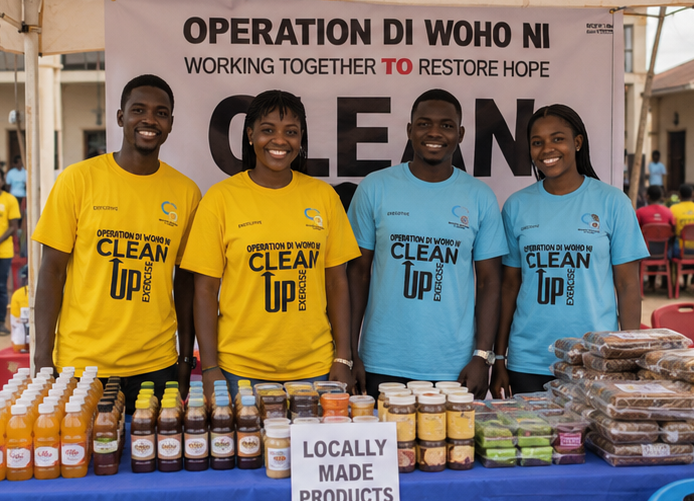 OPERATION DI WOHO NI
WORKING TOGETHER TO RESTORE HOPE
CLEAN
OPERATION DI WOHO NI
CLEAN
UP
EXERCISE
OPERATION DI WOHO NI
CLEAN
UP
EXERCISE
EXECUTIVE
OPERATION DI WOHO NI
CLEAN
UP
EXERCISE
EXECUTIVE
OPERATION DI WOHO NI
CLEAN
UP
EXERCISE
LOCALLY
MADE
PRODUCTS